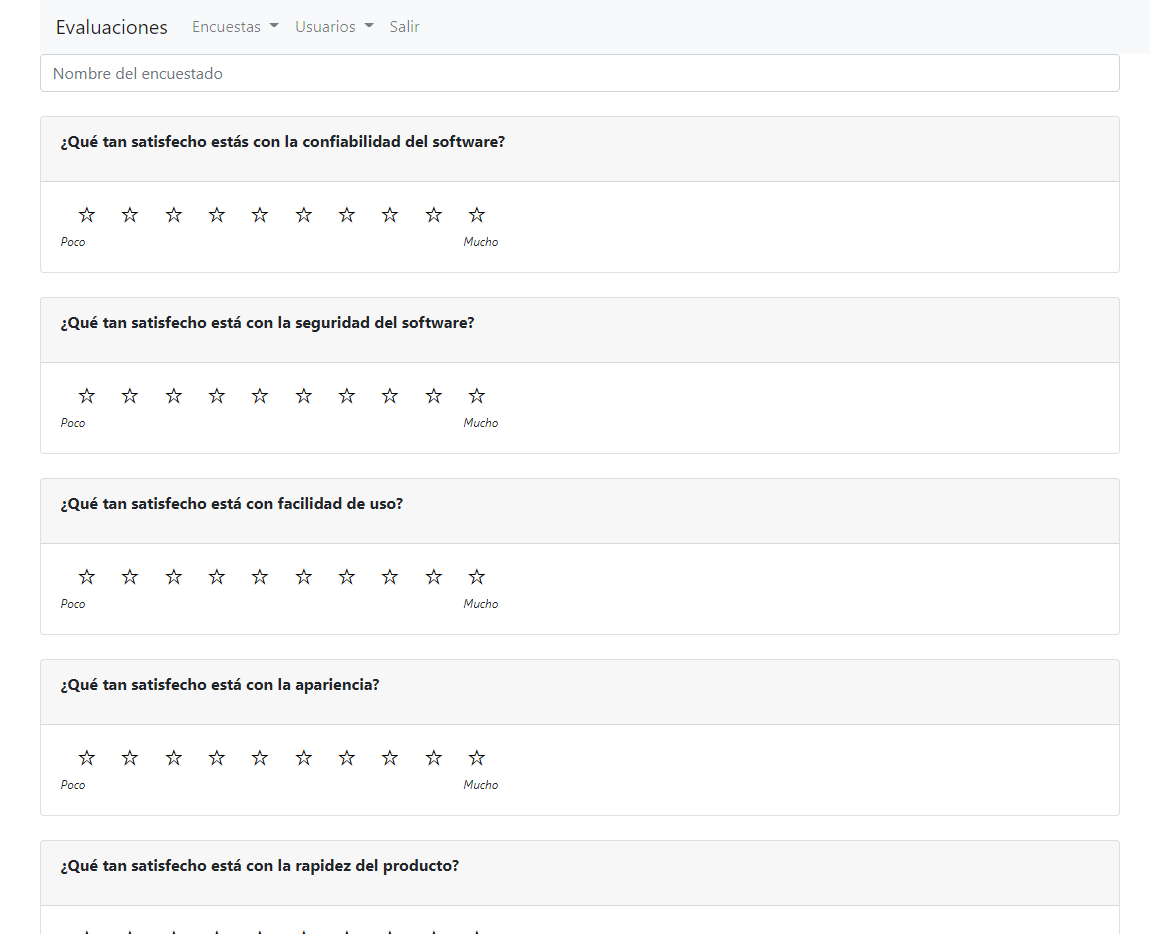 Evaluaciones Encuestas Usuarios Salir
Nombre del encuestado
¿Qué tan satisfecho estás con la confiabilidad del software?
Poco Mucho
¿Qué tan satisfecho está con la seguridad del software?
Poco Mucho
¿Qué tan satisfecho está con facilidad de uso?
Poco Mucho
¿Qué tan satisfecho está con la apariencia?
Poco Mucho
¿Qué tan satisfecho está con la rapidez del producto?